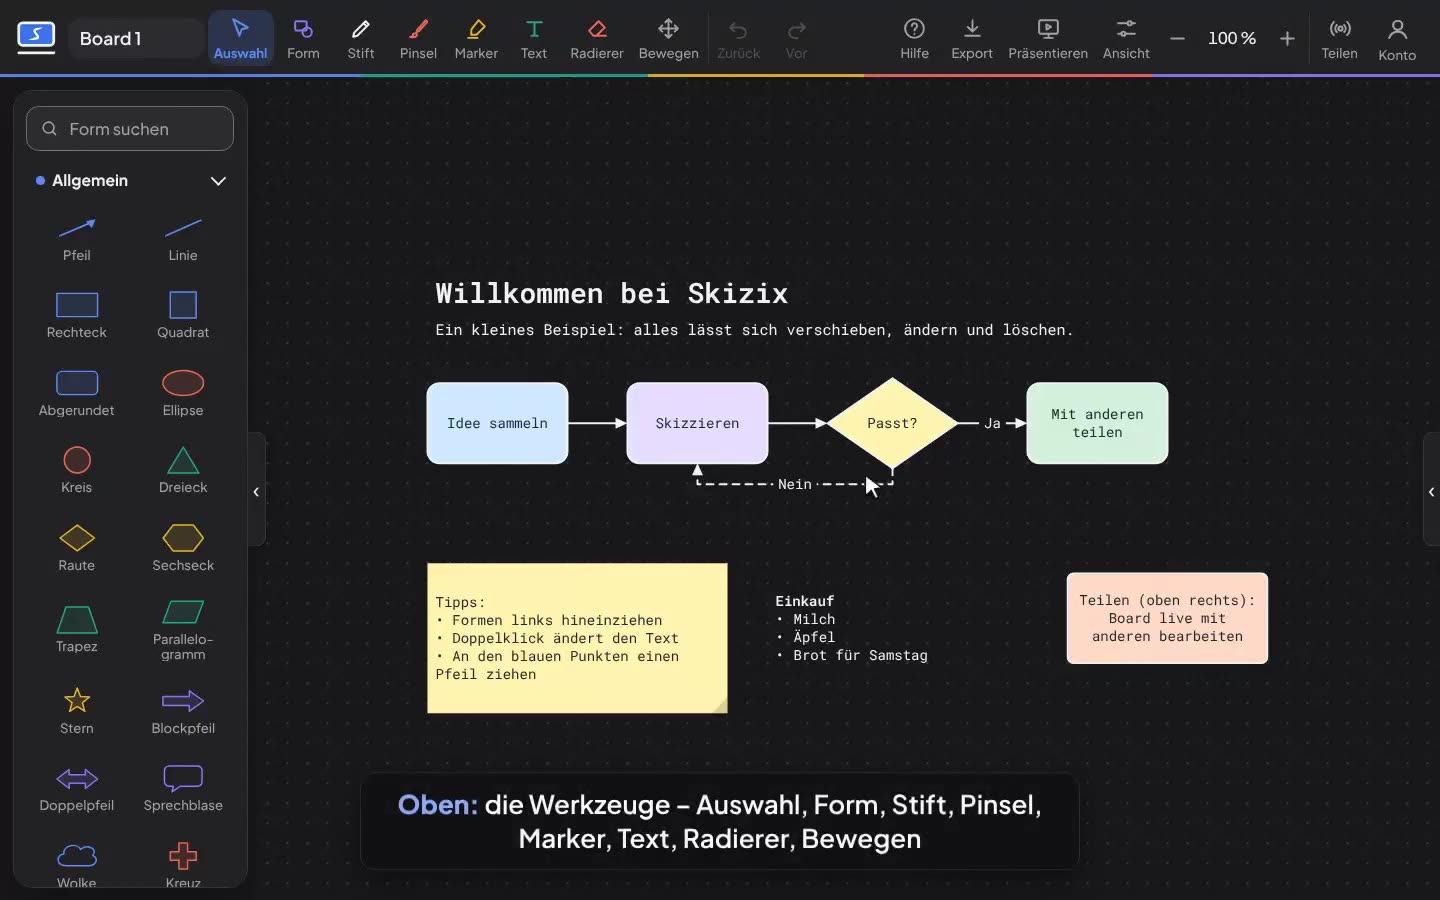 Board 1
Auswahl
Form
Stift
Pinsel
Marker
Text
Radierer
Bewegen
Zurück
Vor
Hilfe
Export
Präsentieren
Ansicht
100 %
Teilen
Konto
Form suchen
Allgemein
Pfeil
Linie
Rechteck
Quadrat
Abgerundet
Ellipse
Kreis
Dreieck
Raute
Sechseck
Trapez
Parallelo-
gramm
Stern
Blockpfeil
Doppelpfeil
Sprechblase
Wolke
Kreuz
Willkommen bei Skizix
Ein kleines Beispiel: alles lässt sich verschieben, ändern und löschen.
Idee sammeln
Skizzieren
Passt?
Ja
Mit anderen
teilen
Nein
Tipps:
• Formen links hineinziehen
• Doppelklick ändert den Text
• An den blauen Punkten einen
Pfeil ziehen
Einkauf
• Milch
• Äpfel
• Brot für Samstag
Teilen (oben rechts):
Board live mit
anderen bearbeiten
Oben: die Werkzeuge – Auswahl, Form, Stift, Pinsel,
Marker, Text, Radierer, Bewegen